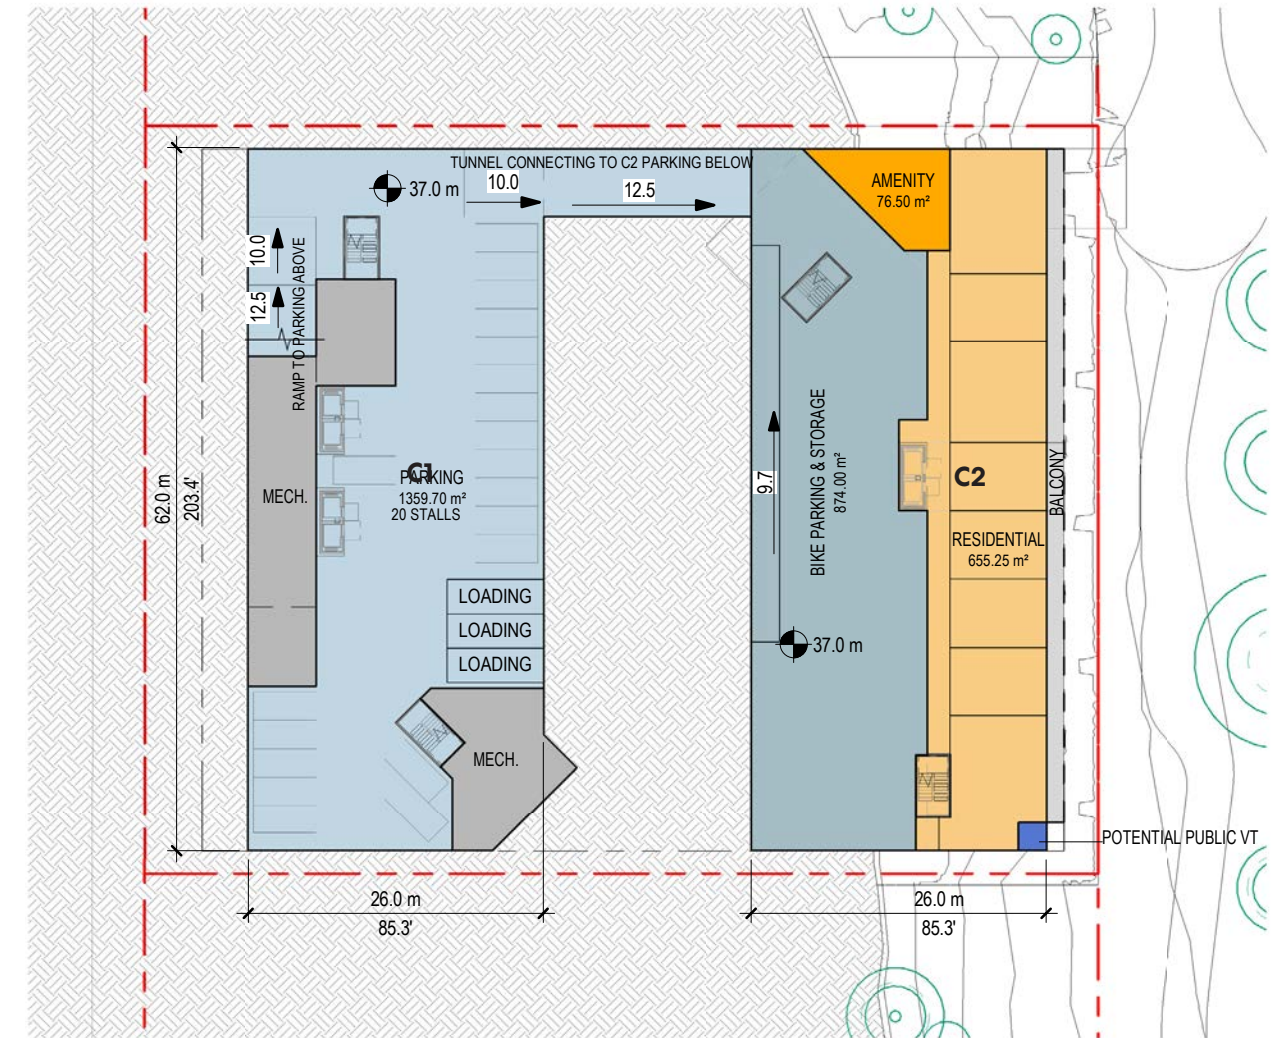 TUNNEL CONNECTING TO C2 PARKING BELOW
37.0 m
10.0
12.5
AMENITY
76.50 m²
10.0
12.5
RAMP TO PARKING ABOVE
62.0 m
203.4'
MECH.
C1
PARKING
1359.70 m²
20 STALLS
LOADING
LOADING
LOADING
MECH.
9.7
BIKE PARKING & STORAGE
874.00 m²
37.0 m
C2
RESIDENTIAL
655.25 m²
BALCONY
POTENTIAL PUBLIC VT
26.0 m
85.3'
26.0 m
85.3'